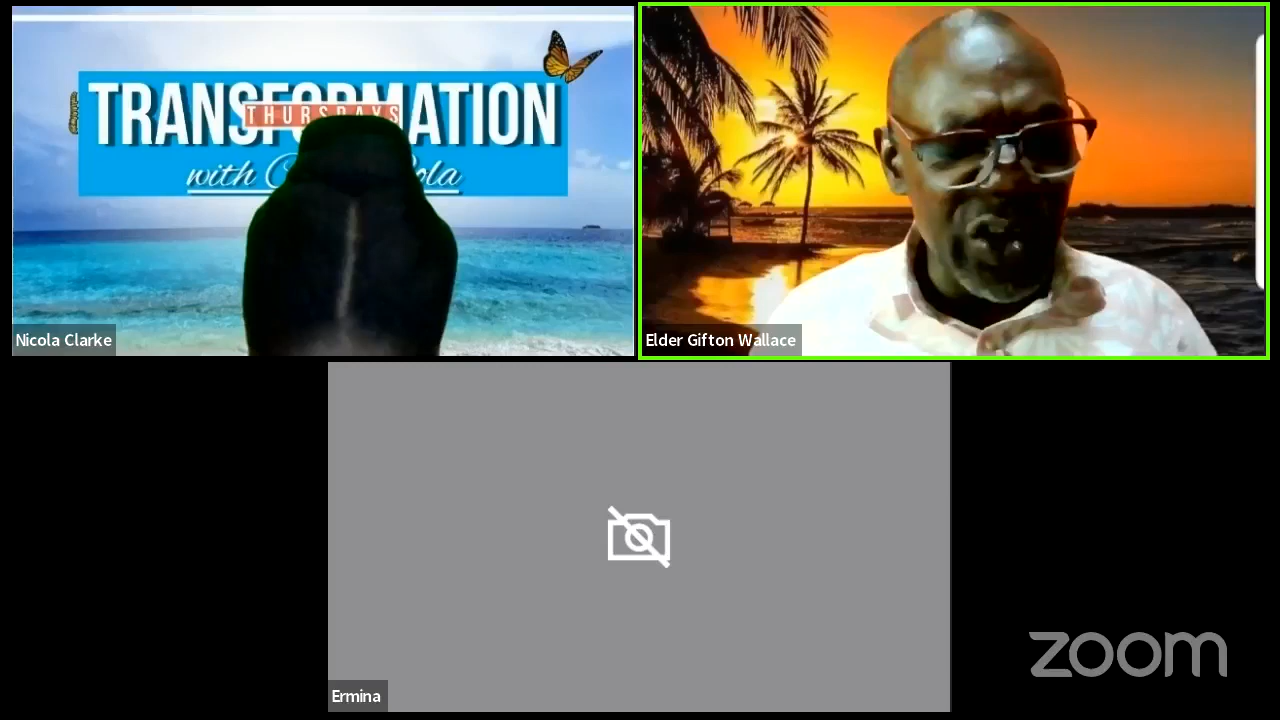 TRANSFORMATION
THURSDAYS
with
Nicola Clarke
Elder Gifton Wallace
Ermina
zoom